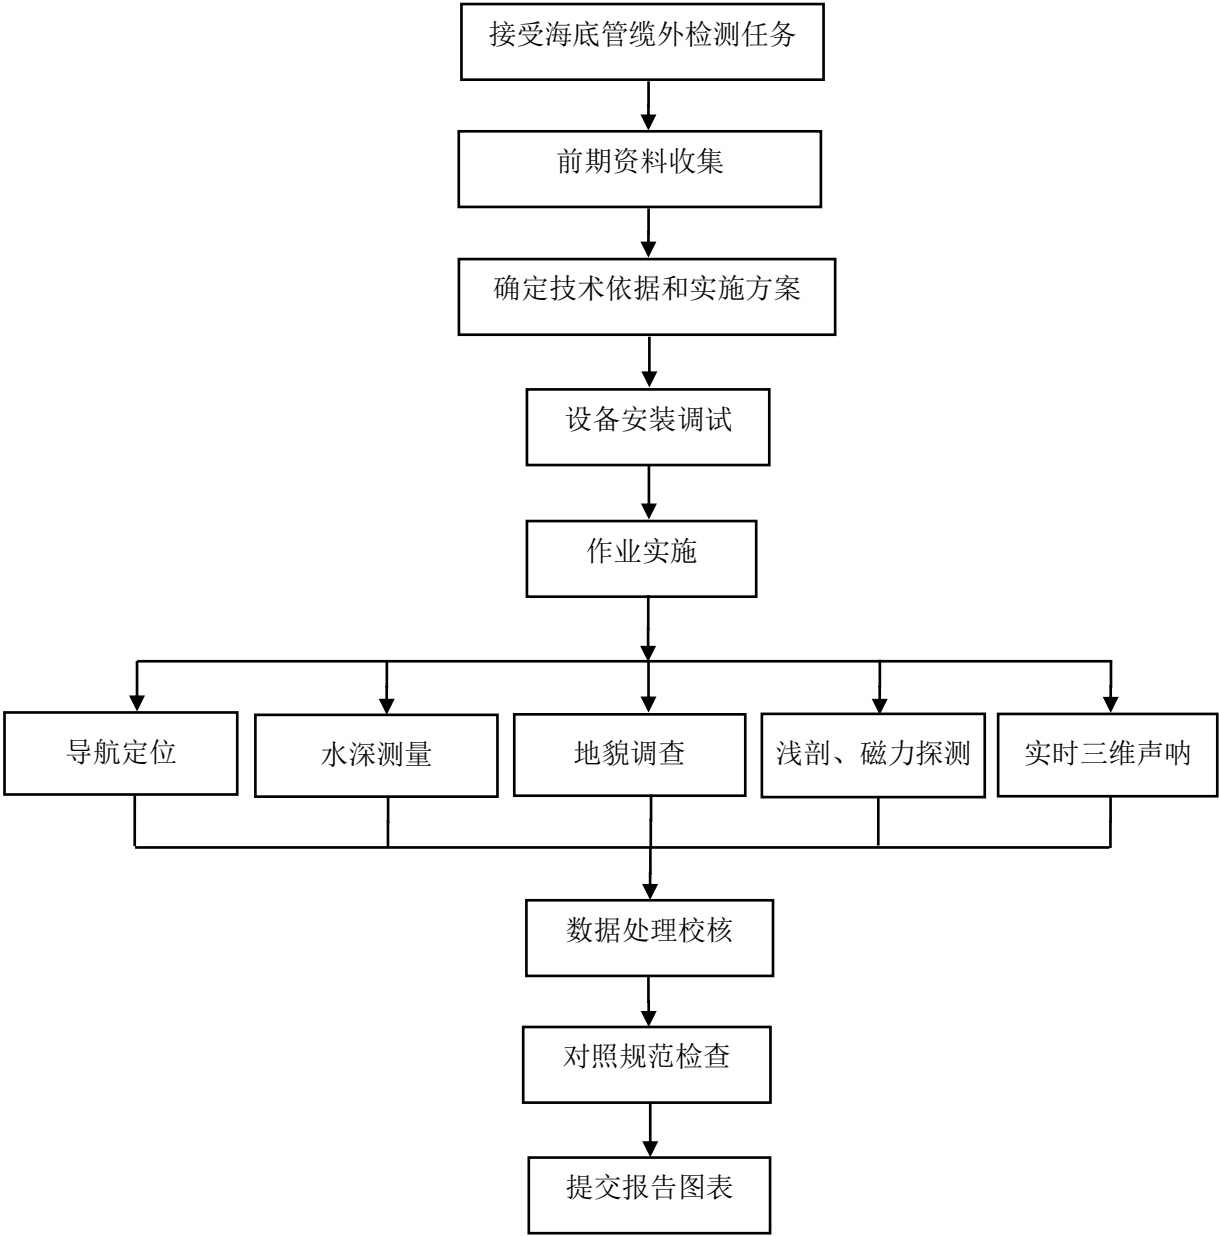 接受海底管缆外检测任务
前期资料收集
确定技术依据和实施方案
设备安装调试
作业实施
导航定位
水深测量
地貌调查
浅剖、磁力探测
实时三维声呐
数据处理校核
对照规范检查
提交报告图表